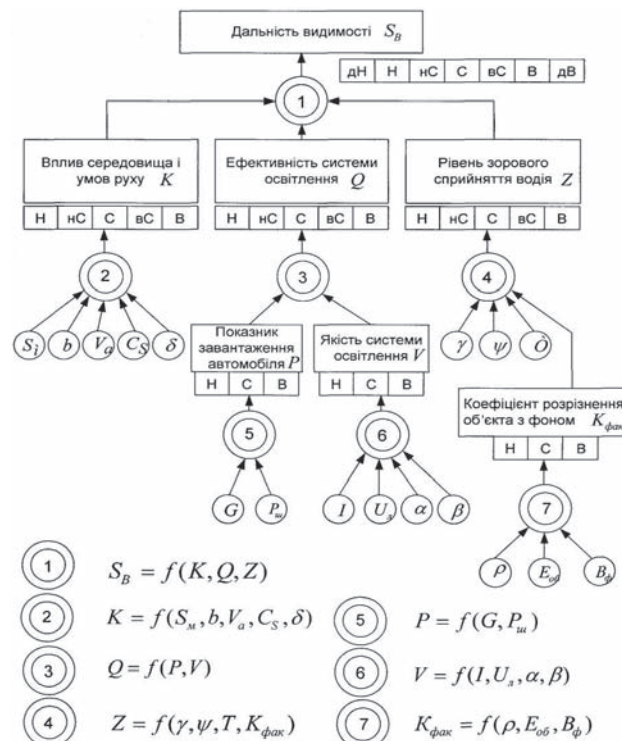 Дальність видимості S_B
дН Н нС С вС В дВ
1
Вплив середовища і
умов руху K
Н нС С вС В
Ефективність системи
освітлення Q
Н нС С вС В
Рівень зорового
сприйняття водія Z
Н нС С вС В
2
3
4
S_i b V_a C_S δ
Показник
завантаження
автомобіля P
Н С В
Якість системи
освітлення V
Н С В
γ ψ Ò
Коефіцієнт розрізнення
об'єкта з фоном K_фак
Н С В
5
6
7
G P_ш
I U_л α β
ρ E_об B_ф
1 S_B = f(K, Q, Z)
2 K = f(S_м, b, V_a, C_S, δ)
3 Q = f(P, V)
4 Z = f(γ, ψ, T, K_фак)
5 P = f(G, P_ш)
6 V = f(I, U_л, α, β)
7 K_фак = f(ρ, E_об, B_ф)